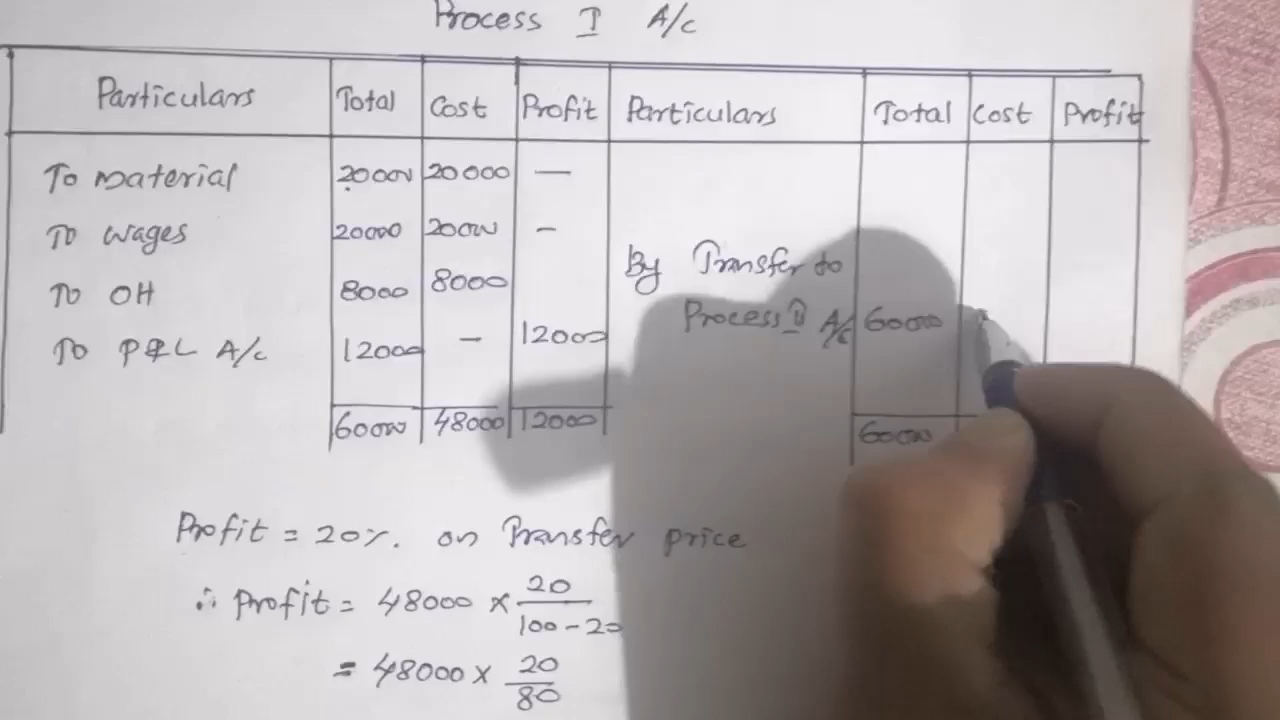 Process I A/c
Particulars Total Cost Profit Particulars Total Cost Profit
To Material 20000 20000 —
To wages 20000 20000 -
To OH 8000 8000
By Transfer to
Process II A/c 60000
To P&L A/c 12000 - 12000
60000 48000 12000 60000
Profit = 20%. on Transfer price
∴ Profit = 48000 × 20/100-20
= 48000 × 20/80